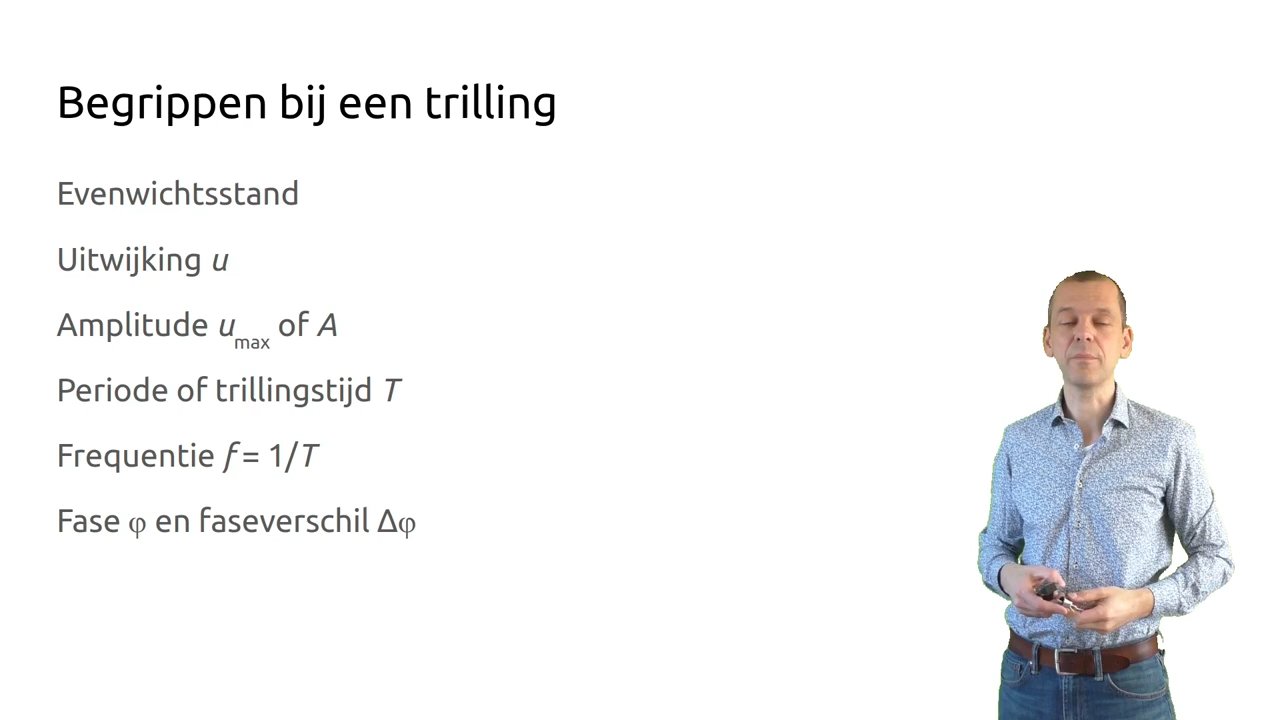 Begrippen bij een trilling
Evenwichtsstand
Uitwijking u
Amplitude umax of A
Periode of trillingstijd T
Frequentie f = 1/T
Fase φ en faseverschil Δφ